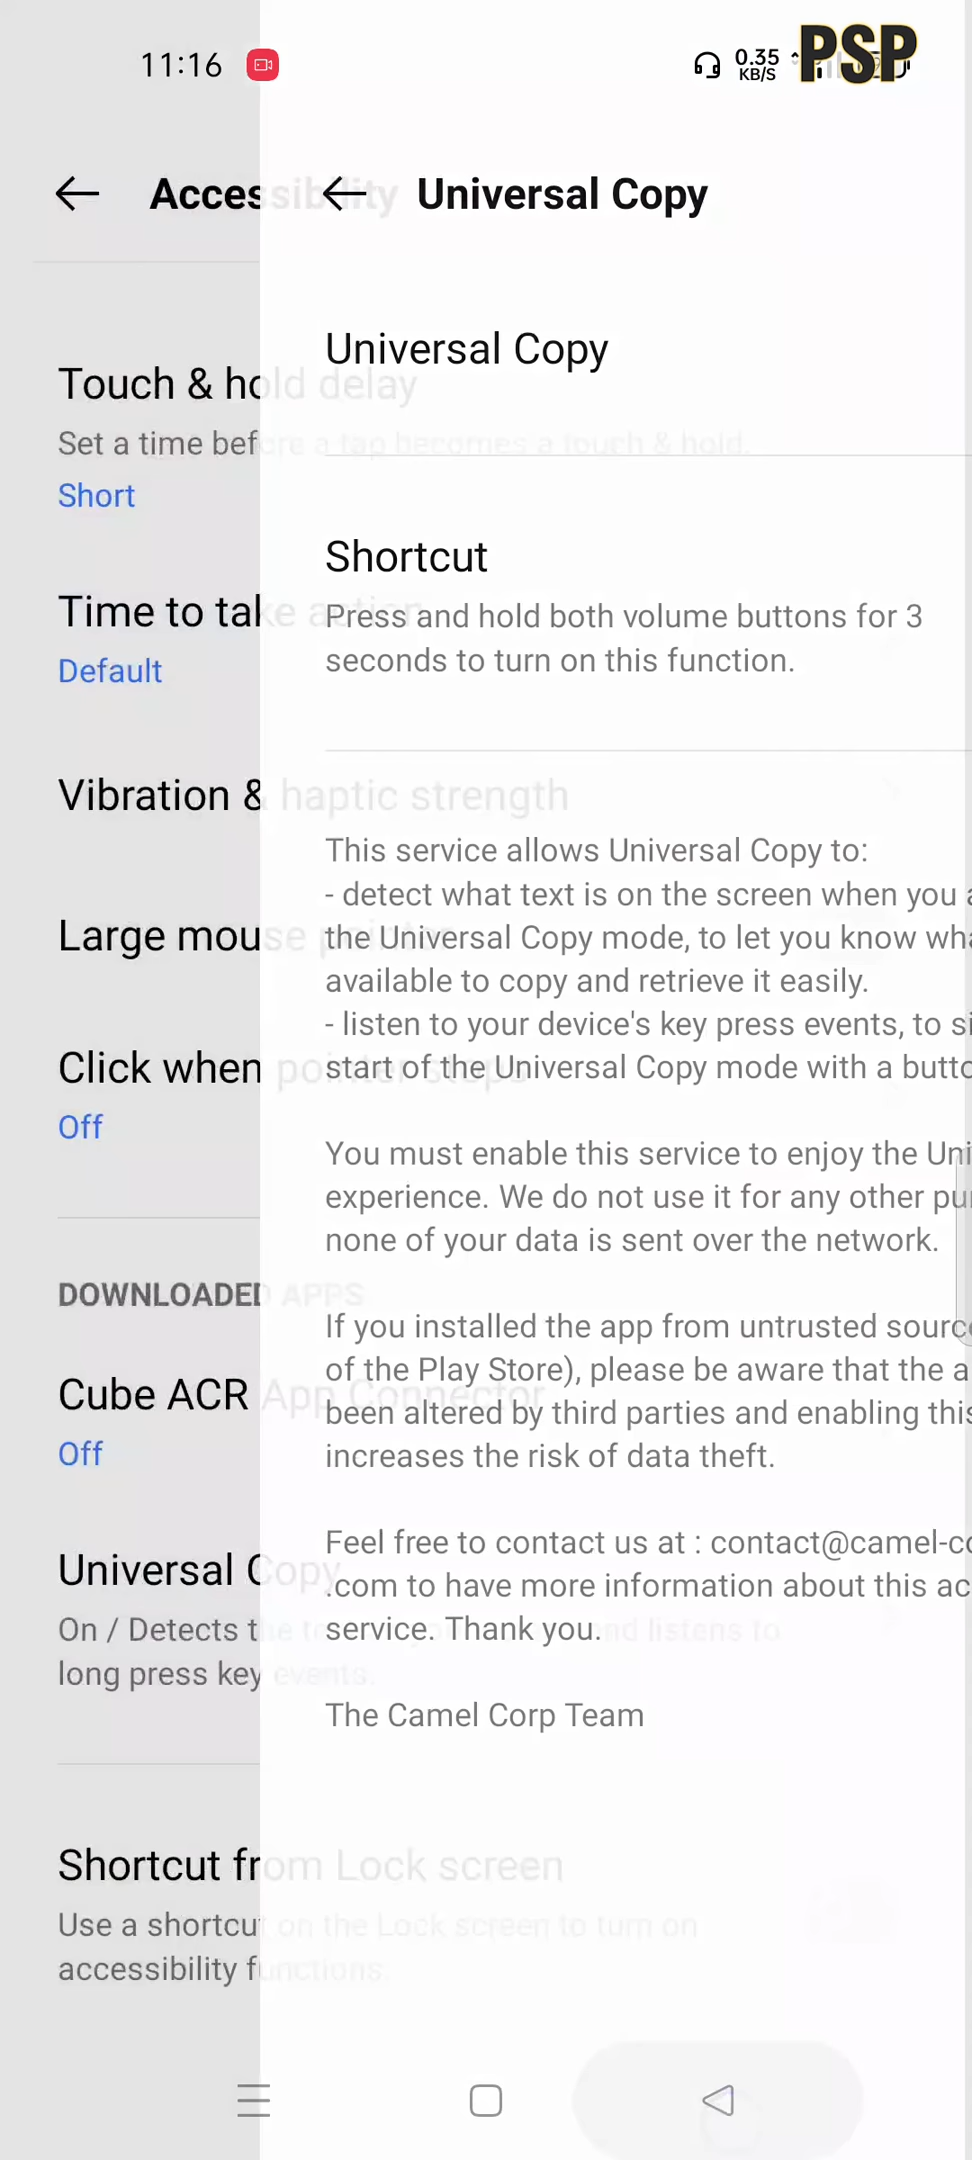 11:16
0.35
KB/S
PSP
Accessibility
Universal Copy
Touch & hold delay
Set a time before a tap becomes a touch & hold.
Short
Time to take action
Default
Vibration & haptic strength
Large mouse pointer
Click when pointer stops
Off
DOWNLOADED APPS
Cube ACR App Connector
Off
Universal Copy
On / Detects the to and listens to
long press key events.
Shortcut from Lock screen
Use a shortcut on the Lock screen to turn on
accessibility functions.
Universal Copy
Shortcut
Press and hold both volume buttons for 3
seconds to turn on this function.
This service allows Universal Copy to:
- detect what text is on the screen when you a
the Universal Copy mode, to let you know wha
available to copy and retrieve it easily.
- listen to your device's key press events, to si
start of the Universal Copy mode with a butto
You must enable this service to enjoy the Uni
experience. We do not use it for any other pu
none of your data is sent over the network.
If you installed the app from untrusted sourc
of the Play Store), please be aware that the a
been altered by third parties and enabling this
increases the risk of data theft.
Feel free to contact us at : contact@camel-co
.com to have more information about this ac
service. Thank you.
The Camel Corp Team